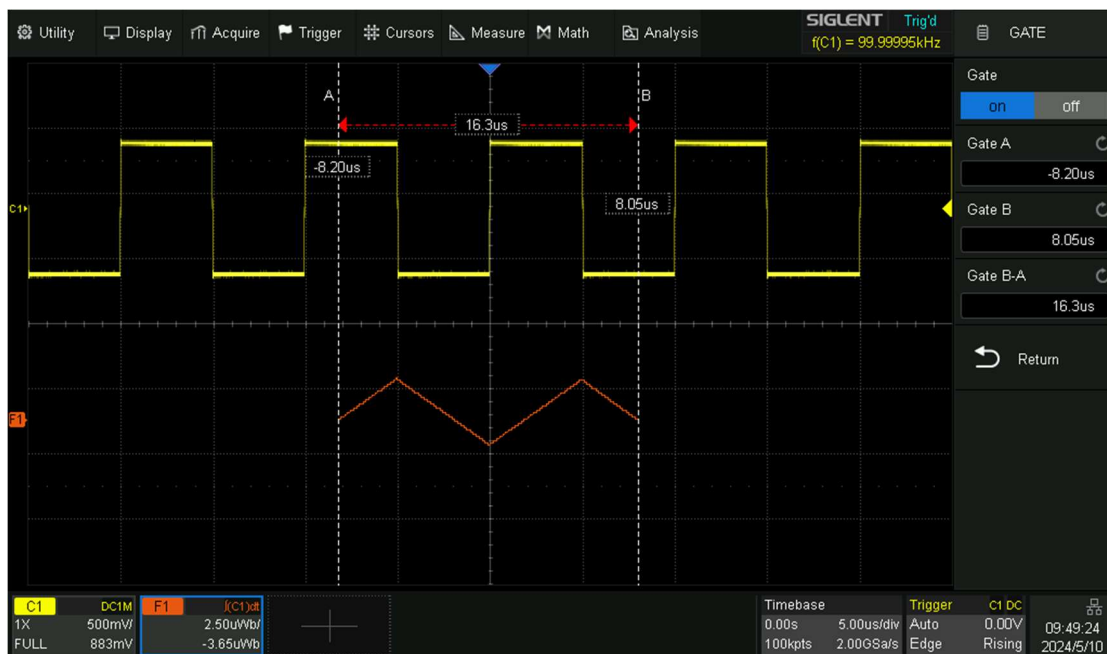 Utility Display Acquire Trigger Cursors Measure Math Analysis
SIGLENT Trig'd
f(C1) = 99.99995kHz
GATE
Gate
on off
Gate A
-8.20us
Gate B
8.05us
Gate B-A
16.3us
Return
A B
16.3us
-8.20us
8.05us
C1
F1
C1 DC1M
1X 500mV/
FULL 883mV
F1 ∫(C1)dt
2.50uWb/
-3.65uWb
Timebase
0.00s 5.00us/div
100kpts 2.00GSa/s
Trigger C1 DC
Auto 0.00V
Edge Rising
09:49:24
2024/5/10